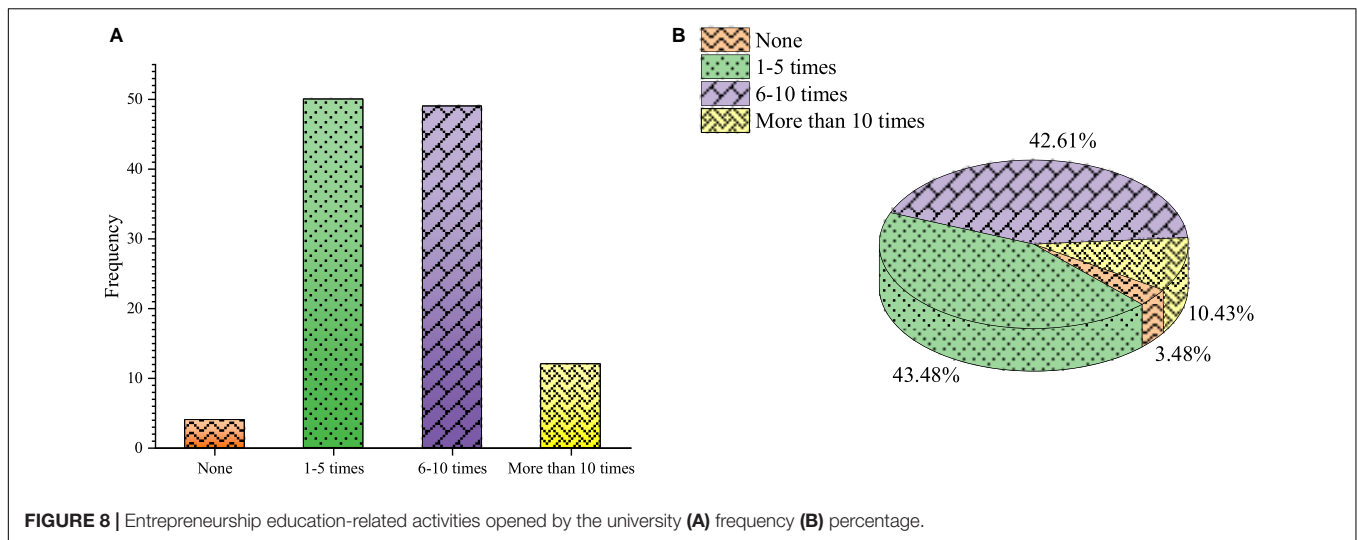 A
Frequency
50
40
30
20
10
0
None
1-5 times
6-10 times
More than 10 times
B
None
1-5 times
6-10 times
More than 10 times
42.61%
10.43%
3.48%
43.48%
FIGURE 8 | Entrepreneurship education-related activities opened by the university (A) frequency (B) percentage.